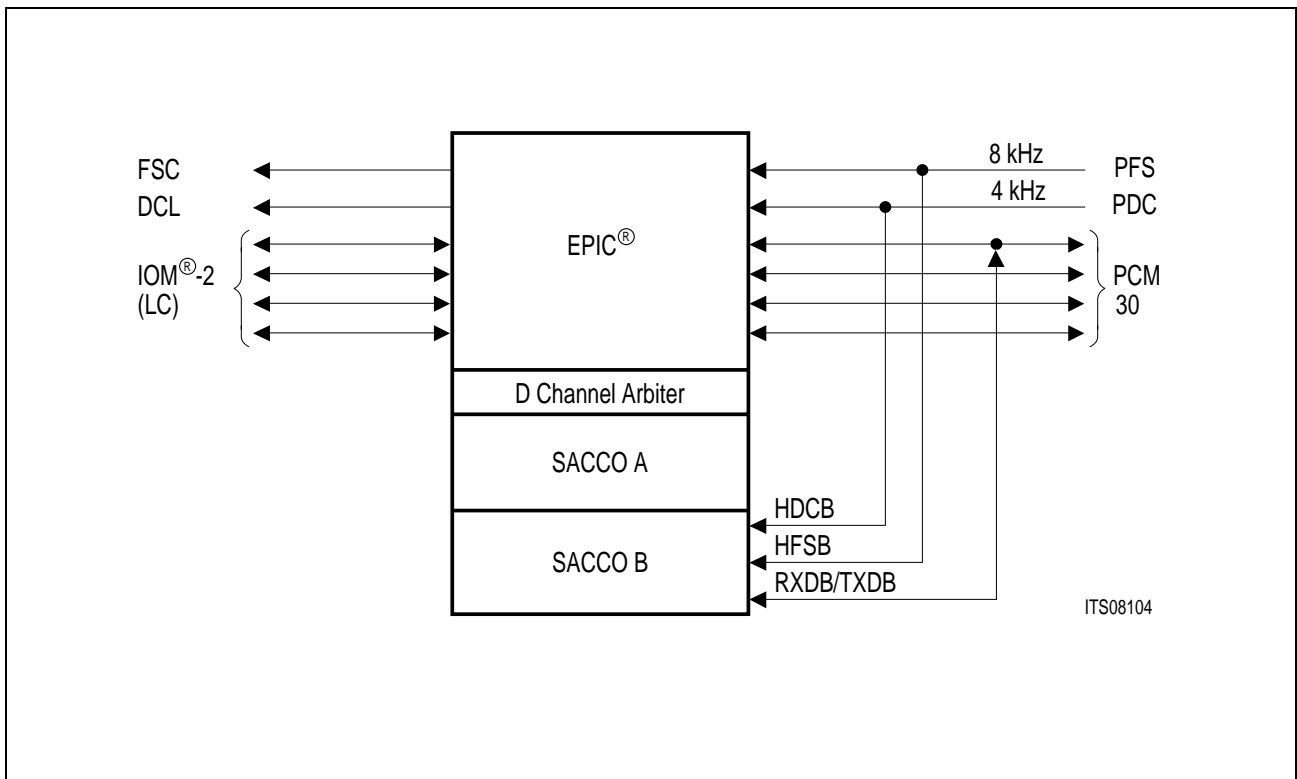 FSC
DCL
IOM®-2
(LC)
EPIC®
8 kHz
PFS
4 kHz
PDC
PCM
30
D Channel Arbiter
SACCO A
SACCO B
HDCB
HFSB
RXDB/TXDB
ITS08104